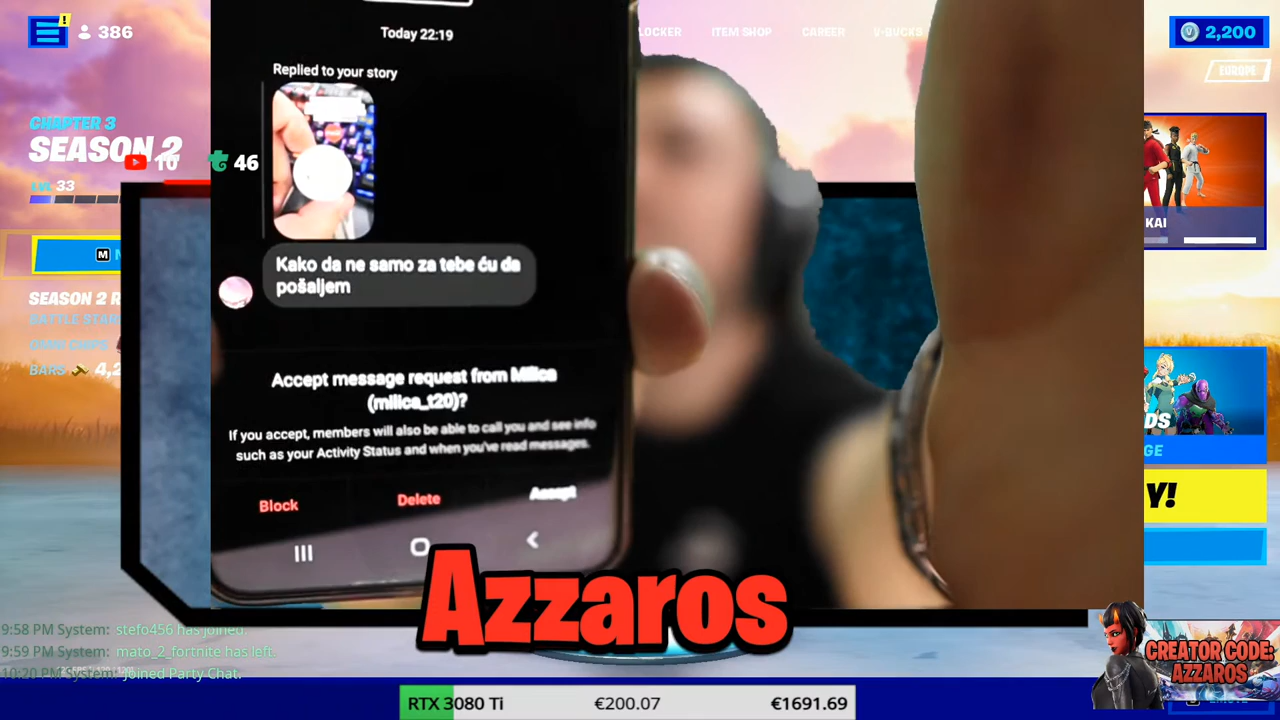 386
LOCKER
ITEM SHOP
CAREER
V-BUCKS
2,200
EUROPE
CHAPTER 3
SEASON 2
10
46
LVL 33
M
SEASON 2
BARS
4,2
Today 22:19
Replied to your story
Kako da ne samo za tebe ću da
pošaljem
Accept message request from Milica
(milica_t20)?
If you accept, members will also be able to call you and see info
such as your Activity Status and when you've read messages.
Block
Delete
Accept
KAI
DS
GE
Y!
Azzaros
9:58 PM System: stefo456 has joined.
9:59 PM System: mato_2_fortnite has left.
10:20 PM System: joined Party Chat.
CREATOR CODE:
AZZAROS
RTX 3080 Ti
€200.07
€1691.69